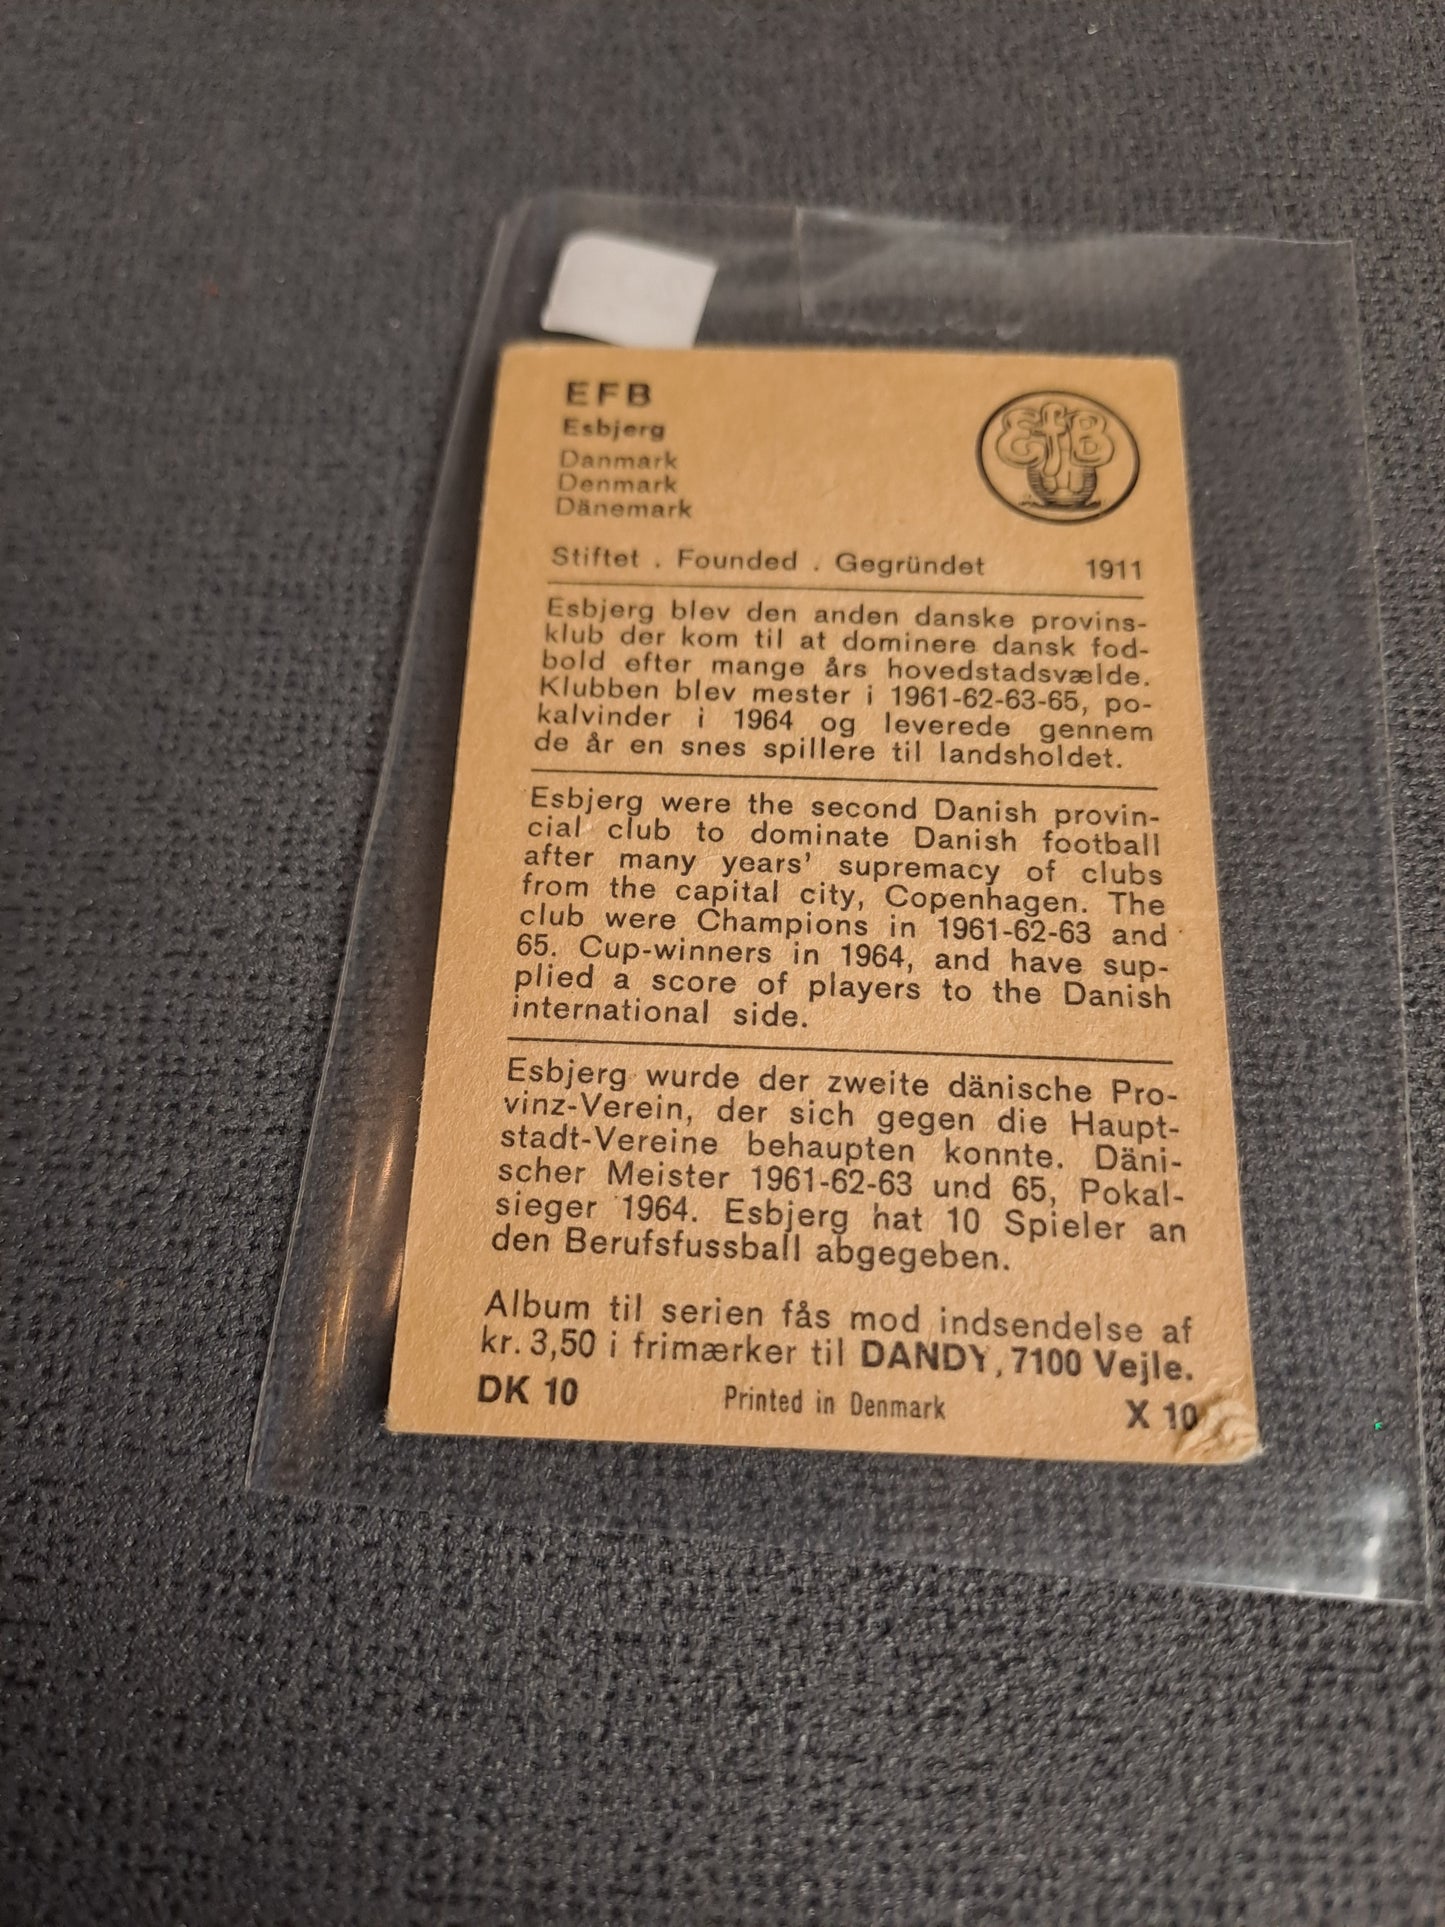 EFB
Esbjerg
Danmark
Denmark
Dänemark
EfB
Stiftet . Founded . Gegründet 1911
Esbjerg blev den anden danske provins-
klub der kom til at dominere dansk fod-
bold efter mange års hovedstadsvælde.
Klubben blev mester i 1961-62-63-65, po-
kalvinder i 1964 og leverede gennem
de år en snes spillere til landsholdet.
Esbjerg were the second Danish provin-
cial club to dominate Danish football
after many years' supremacy of clubs
from the capital city, Copenhagen. The
club were Champions in 1961-62-63 and
65. Cup-winners in 1964, and have sup-
plied a score of players to the Danish
international side.
Esbjerg wurde der zweite dänische Pro-
vinz-Verein, der sich gegen die Haupt-
stadt-Vereine behaupten konnte. Däni-
scher Meister 1961-62-63 und 65, Pokal-
sieger 1964. Esbjerg hat 10 Spieler an
den Berufsfussball abgegeben.
Album til serien fås mod indsendelse af
kr. 3,50 i frimærker til DANDY, 7100 Vejle.
DK 10 Printed in Denmark X 10